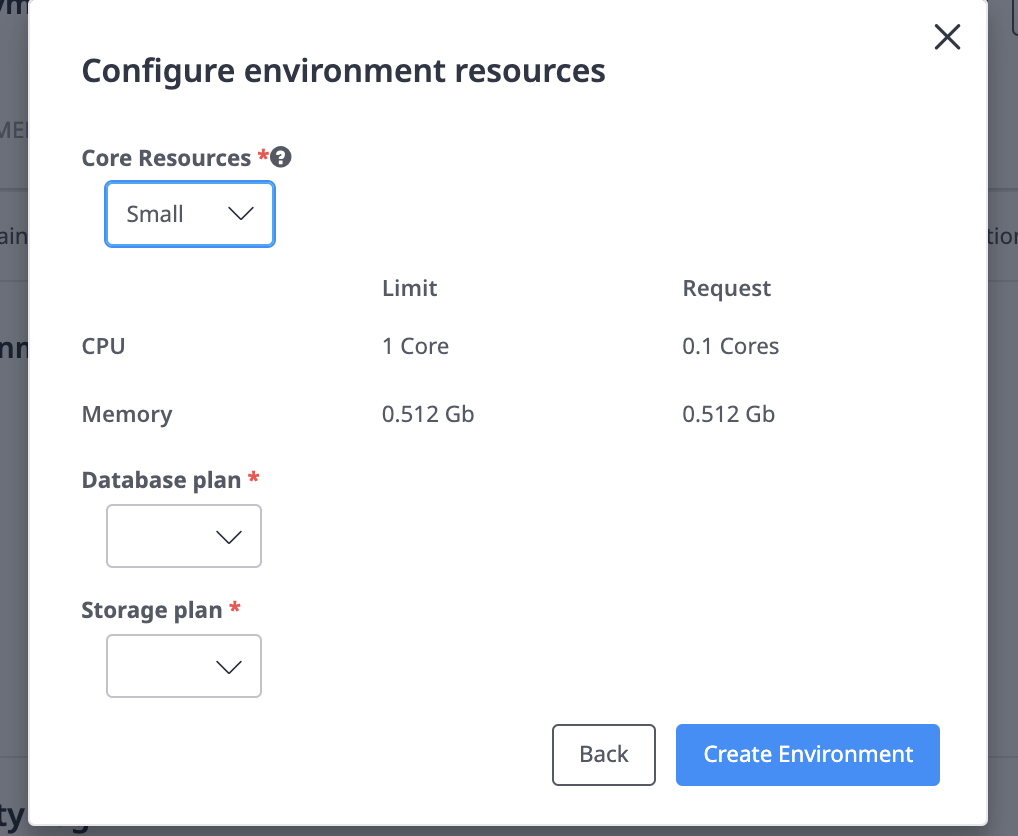 Configure environment resources
Core Resources *
Small
Limit Request
CPU 1 Core 0.1 Cores
Memory 0.512 Gb 0.512 Gb
Database plan *
Storage plan *
Back Create Environment